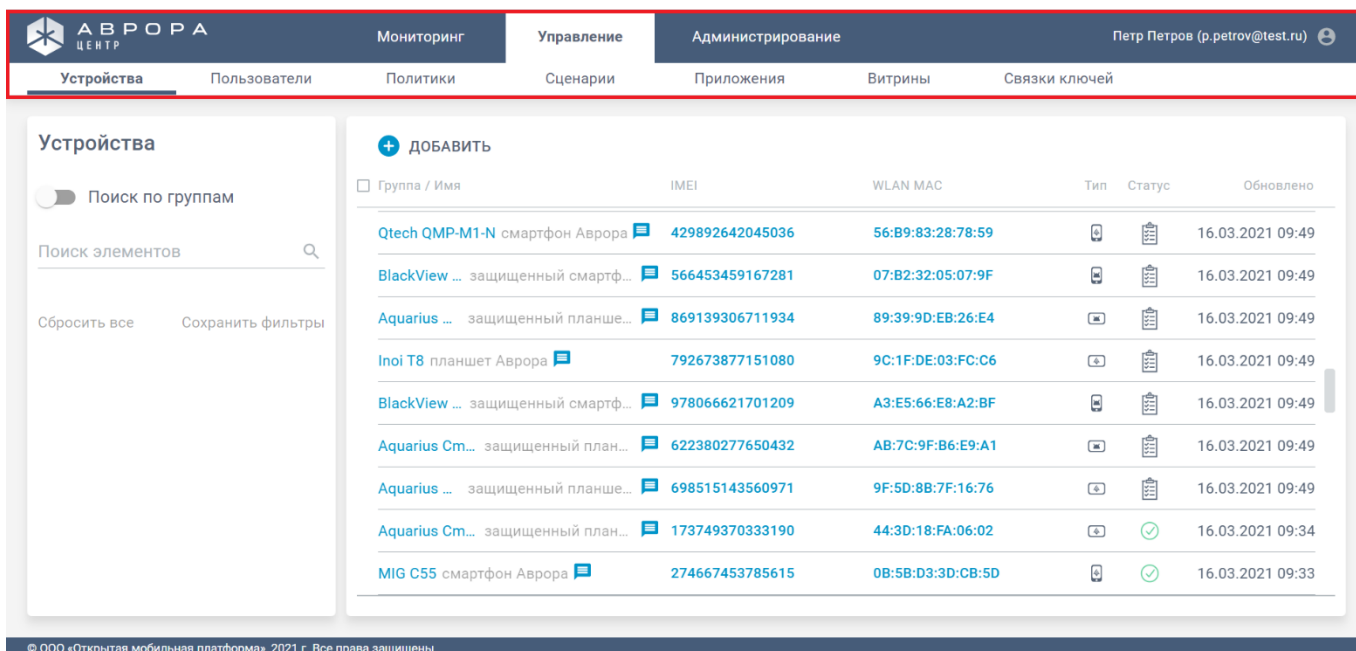 АВРОРА
ЦЕНТР
Мониторинг Управление Администрирование Петр Петров (p.petrov@test.ru)
Устройства Пользователи Политики Сценарии Приложения Витрины Связки ключей
Устройства
Поиск по группам
Поиск элементов
Сбросить все Сохранить фильтры
ДОБАВИТЬ
Группа / Имя IMEI WLAN MAC Тип Статус Обновлено
Qtech QMP-M1-N смартфон Аврора 429892642045036 56:B9:83:28:78:59 16.03.2021 09:49
BlackView ... защищенный смартф... 566453459167281 07:B2:32:05:07:9F 16.03.2021 09:49
Aquarius ... защищенный планше... 869139306711934 89:39:9D:EB:26:E4 16.03.2021 09:49
Inoi T8 планшет Аврора 792673877151080 9C:1F:DE:03:FC:C6 16.03.2021 09:49
BlackView ... защищенный смартф... 978066621701209 A3:E5:66:E8:A2:BF 16.03.2021 09:49
Aquarius Cm... защищенный план... 622380277650432 AB:7C:9F:B6:E9:A1 16.03.2021 09:49
Aquarius ... защищенный планше... 698515143560971 9F:5D:8B:7F:16:76 16.03.2021 09:49
Aquarius Cm... защищенный план... 173749370333190 44:3D:18:FA:06:02 16.03.2021 09:34
MIG C55 смартфон Аврора 274667453785615 0B:5B:D3:3D:CB:5D 16.03.2021 09:33
© ООО «Открытая мобильная платформа», 2021 г. Все права защищены